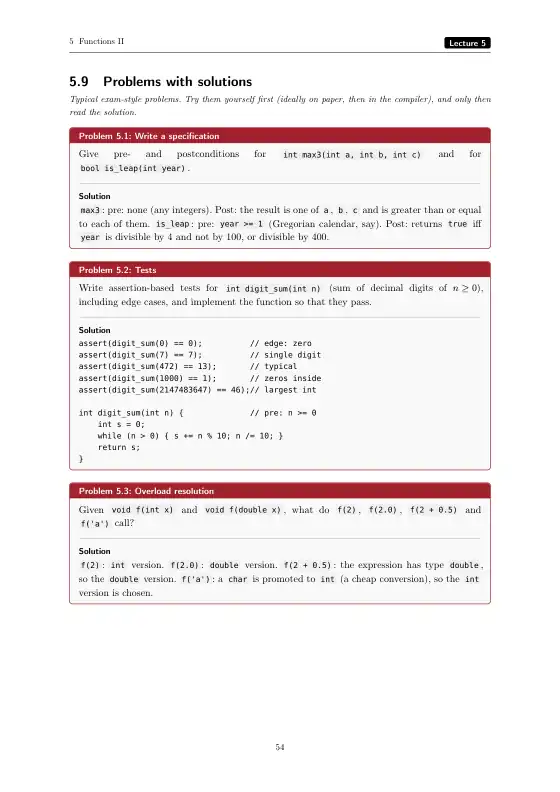 5 Functions II
Lecture 5
5.9 Problems with solutions
Typical exam-style problems. Try them yourself first (ideally on paper, then in the compiler), and only then
read the solution.
Problem 5.1: Write a specification
Give pre- and postconditions for int max3(int a, int b, int c) and for
bool is_leap(int year).
Solution
max3: pre: none (any integers). Post: the result is one of a, b, c and is greater than or equal
to each of them. is_leap: pre: year >= 1 (Gregorian calendar, say). Post: returns true iff
year is divisible by 4 and not by 100, or divisible by 400.
Problem 5.2: Tests
Write assertion-based tests for int digit_sum(int n) (sum of decimal digits of n ≥ 0),
including edge cases, and implement the function so that they pass.
Solution
assert(digit_sum(0) == 0); // edge: zero
assert(digit_sum(7) == 7); // single digit
assert(digit_sum(472) == 13); // typical
assert(digit_sum(1000) == 1); // zeros inside
assert(digit_sum(2147483647) == 46);// largest int
int digit_sum(int n) { // pre: n >= 0
int s = 0;
while (n > 0) { s += n % 10; n /= 10; }
return s;
}
Problem 5.3: Overload resolution
Given void f(int x) and void f(double x), what do f(2), f(2.0), f(2 + 0.5) and
f('a') call?
Solution
f(2): int version. f(2.0): double version. f(2 + 0.5): the expression has type double,
so the double version. f('a'): a char is promoted to int (a cheap conversion), so the int
version is chosen.
54